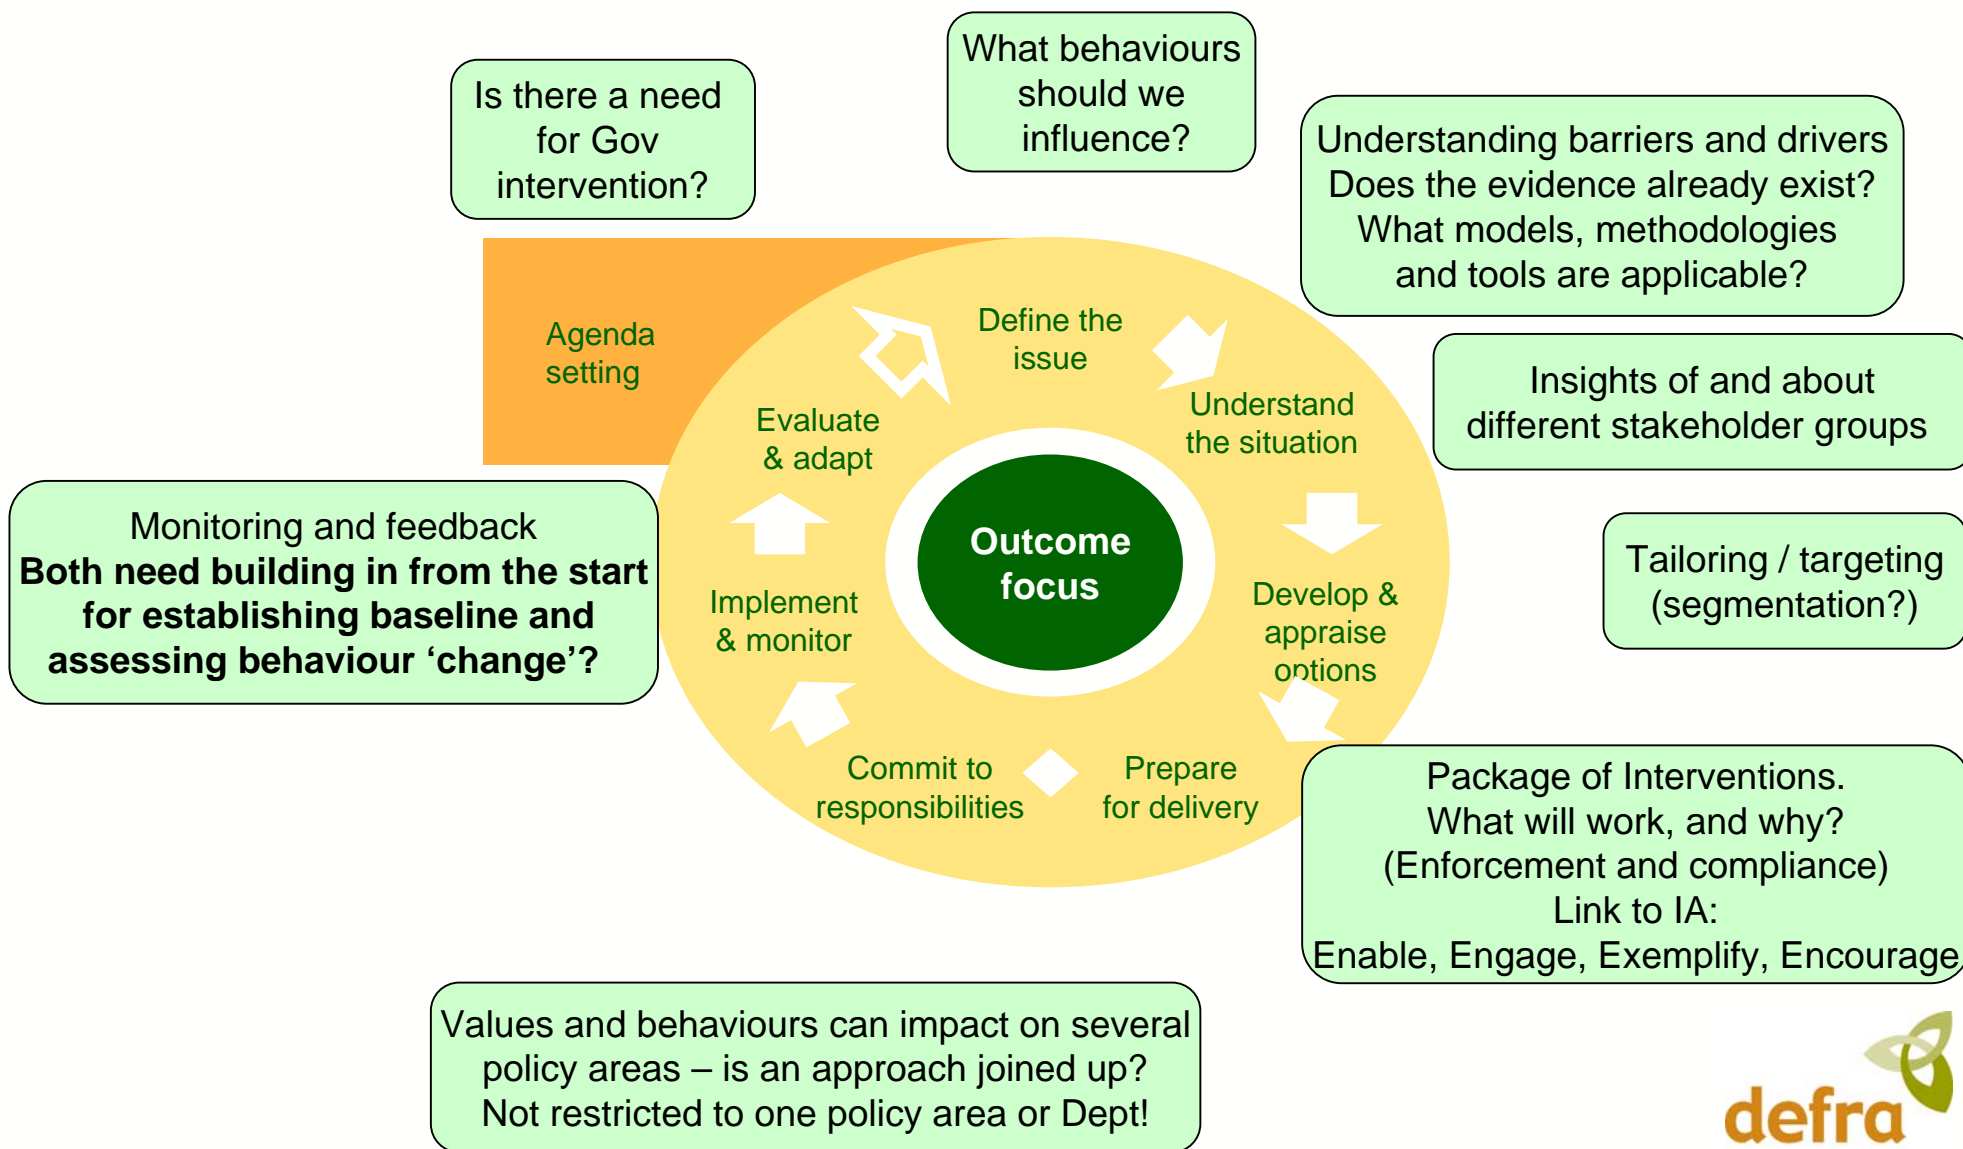 What behaviours
should we
influence?
Is there a need
for Gov
intervention?
Understanding barriers and drivers
Does the evidence already exist?
What models, methodologies
and tools are applicable?
Agenda
setting
Define the
issue
Understand
the situation
Evaluate
& adapt
Insights of and about
different stakeholder groups
Monitoring and feedback
Both need building in from the start
for establishing baseline and
assessing behaviour ‘change’?
Outcome
focus
Tailoring / targeting
(segmentation?)
Implement
& monitor
Develop &
appraise
options
Commit to
responsibilities
Prepare
for delivery
Package of Interventions.
What will work, and why?
(Enforcement and compliance)
Link to IA:
Enable, Engage, Exemplify, Encourage
Values and behaviours can impact on several
policy areas – is an approach joined up?
Not restricted to one policy area or Dept!
defra